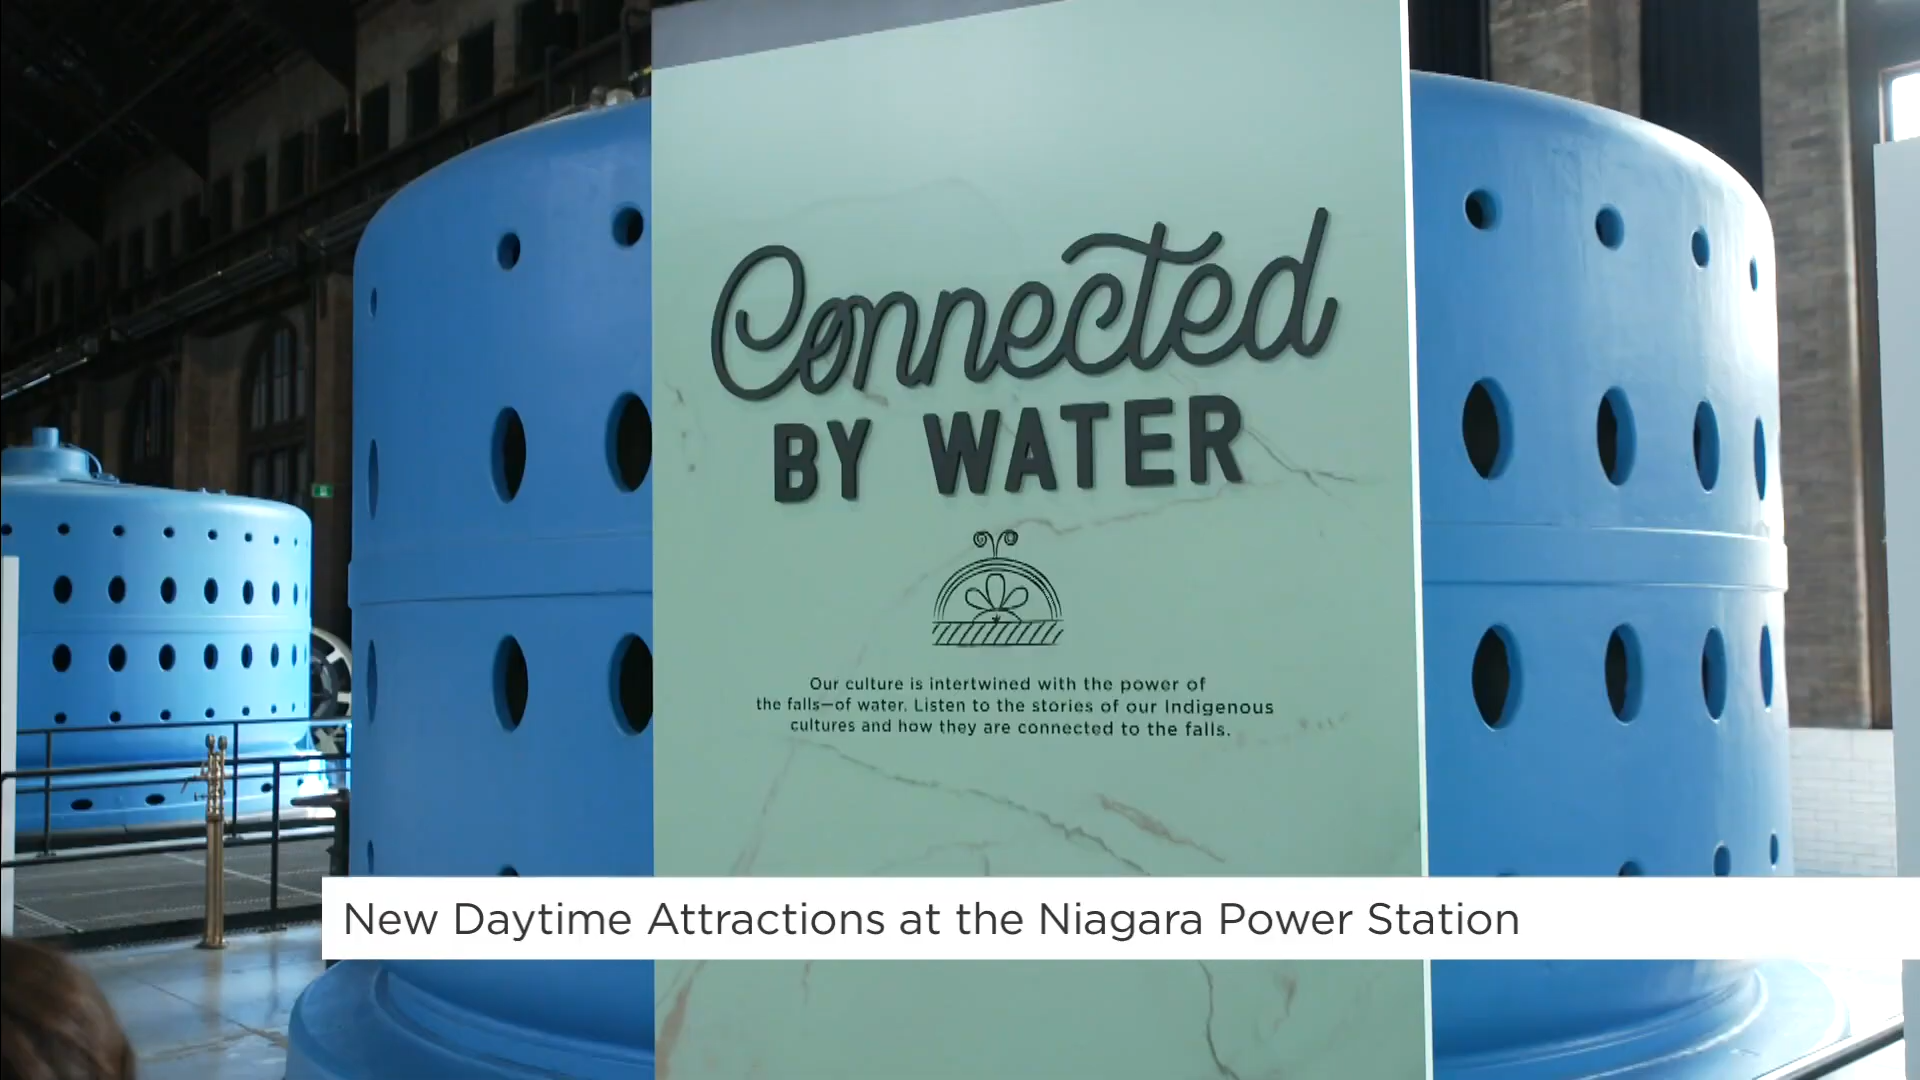 Connected
BY WATER
Our culture is intertwined with the power of
the falls—of water. Listen to the stories of our Indigenous
cultures and how they are connected to the falls.
New Daytime Attractions at the Niagara Power Station